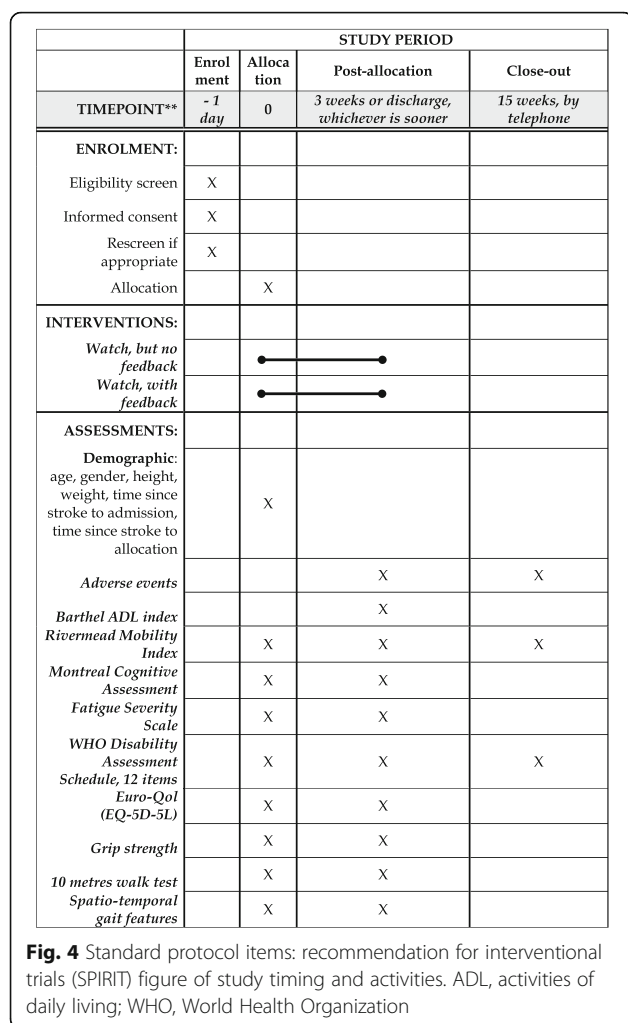 STUDY PERIOD
Enrol
ment
Alloca
tion
Post-allocation
Close-out
TIMEPOINT**
- 1
day
0
3 weeks or discharge,
whichever is sooner
15 weeks, by
telephone
ENROLMENT:
Eligibility screen X
Informed consent X
Rescreen if
appropriate X
Allocation X
INTERVENTIONS:
Watch, but no
feedback
Watch, with
feedback
ASSESSMENTS:
Demographic:
age, gender, height,
weight, time since
stroke to admission,
time since stroke to
allocation
X
Adverse events X X
Barthel ADL index X
Rivermead Mobility
Index X X X
Montreal Cognitive
Assessment X X
Fatigue Severity
Scale X X
WHO Disability
Assessment
Schedule, 12 items
X X X
Euro-Qol
(EQ-5D-5L) X X
Grip strength X X
10 metres walk test X X
Spatio-temporal
gait features X X
Fig. 4 Standard protocol items: recommendation for interventional
trials (SPIRIT) figure of study timing and activities. ADL, activities of
daily living; WHO, World Health Organization